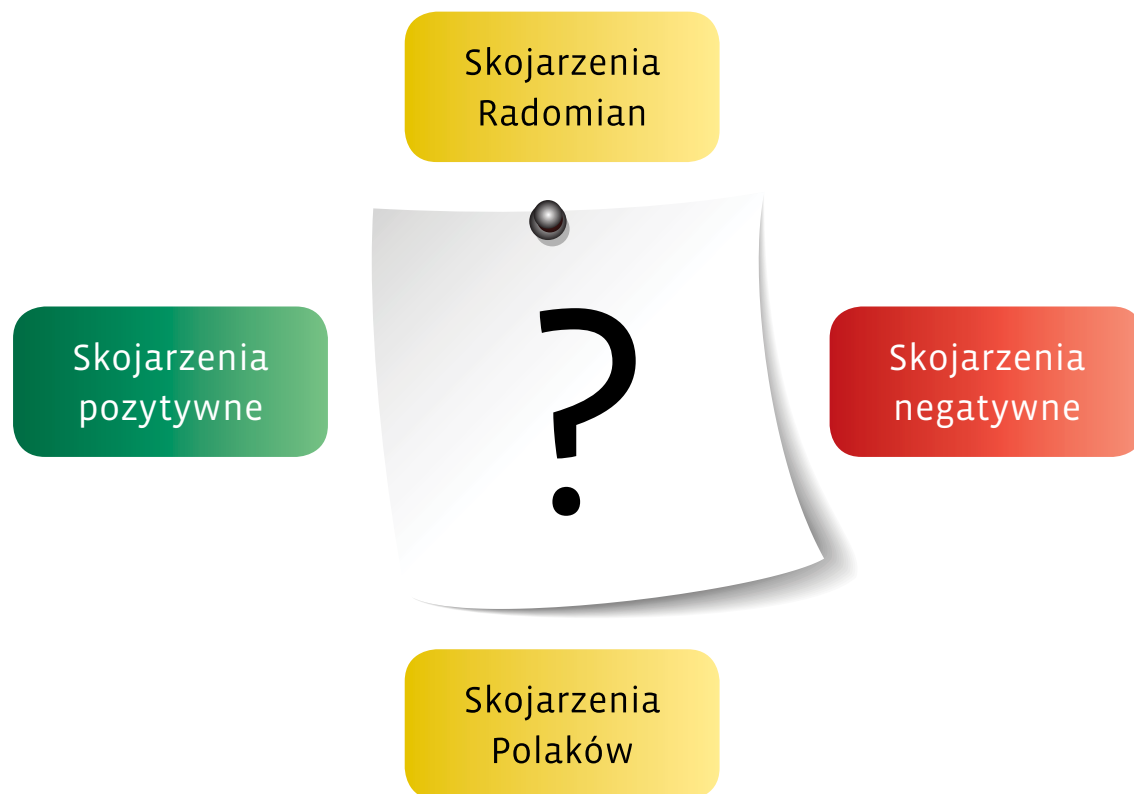 Skojarzenia
Radomian
Skojarzenia
pozytywne
?
Skojarzenia
negatywne
Skojarzenia
Polaków